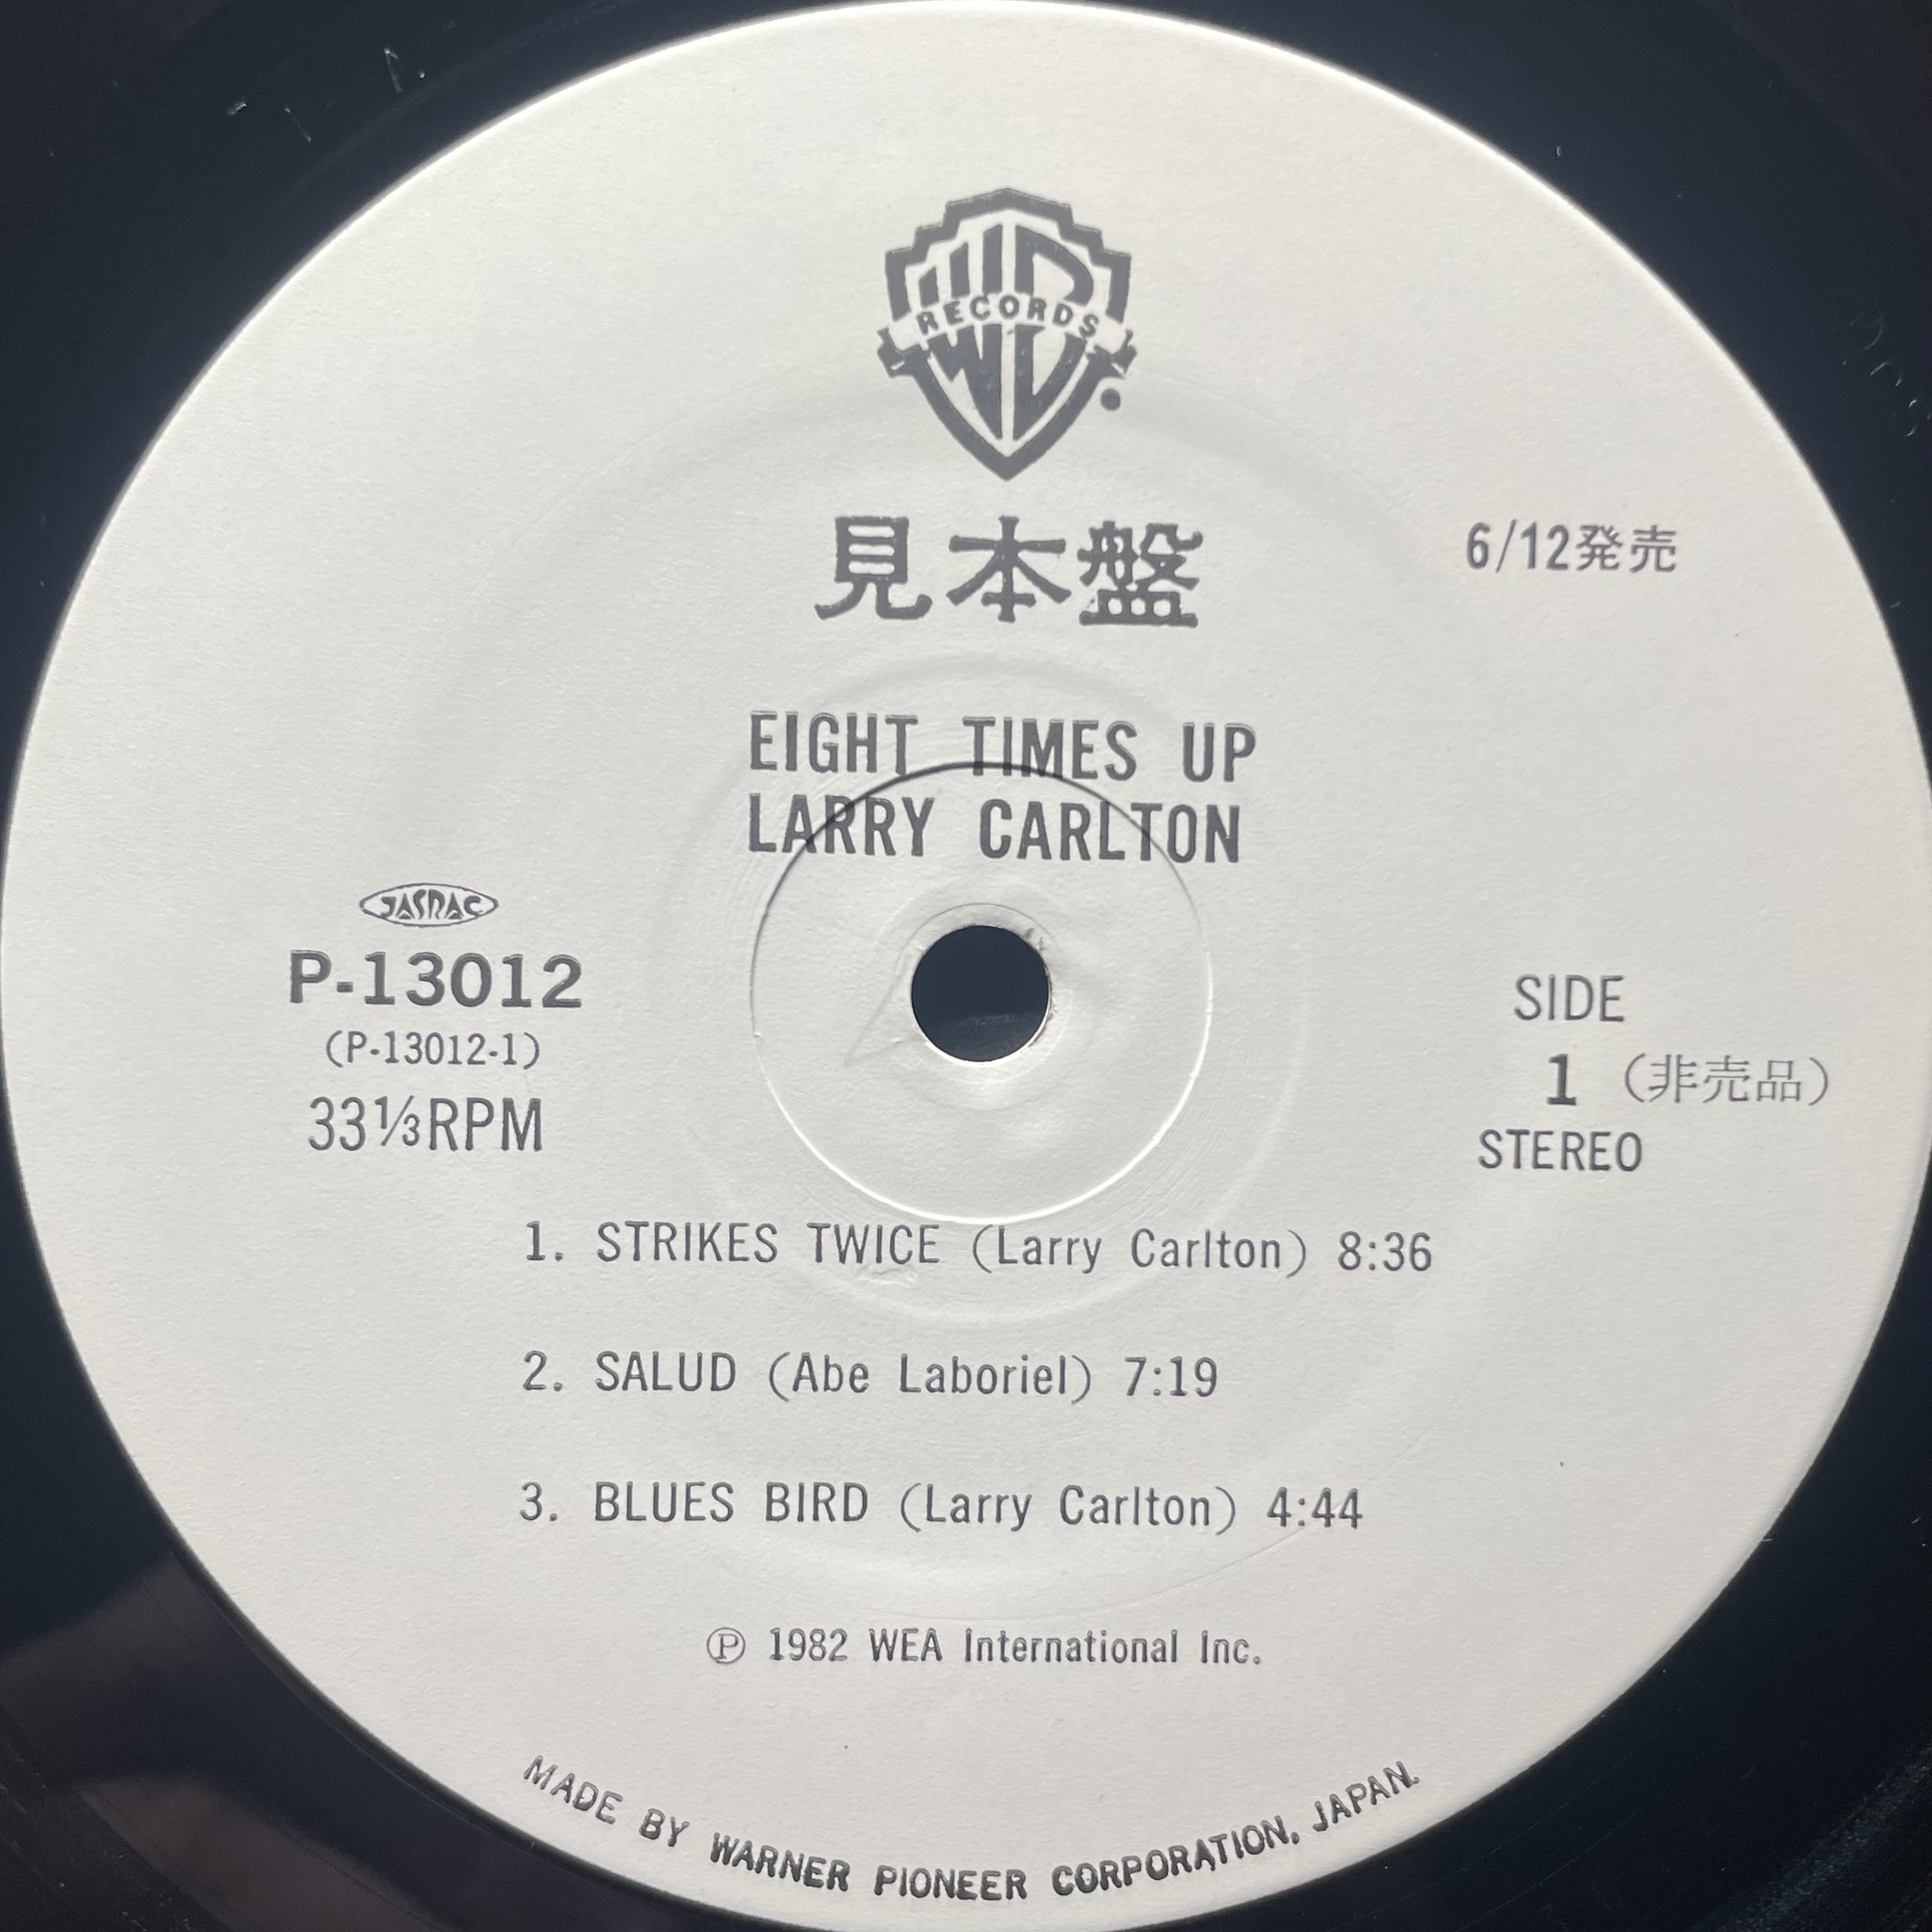 WB
RECORDS
見本盤
6/12発売
EIGHT TIMES UP
LARRY CARLTON
JASRAC
P-13012
(P-13012-1)
33⅓RPM
SIDE
1 (非売品)
STEREO
1. STRIKES TWICE (Larry Carlton) 8:36
2. SALUD (Abe Laboriel) 7:19
3. BLUES BIRD (Larry Carlton) 4:44
Ⓟ 1982 WEA International Inc.
MADE BY WARNER PIONEER CORPORATION, JAPAN.